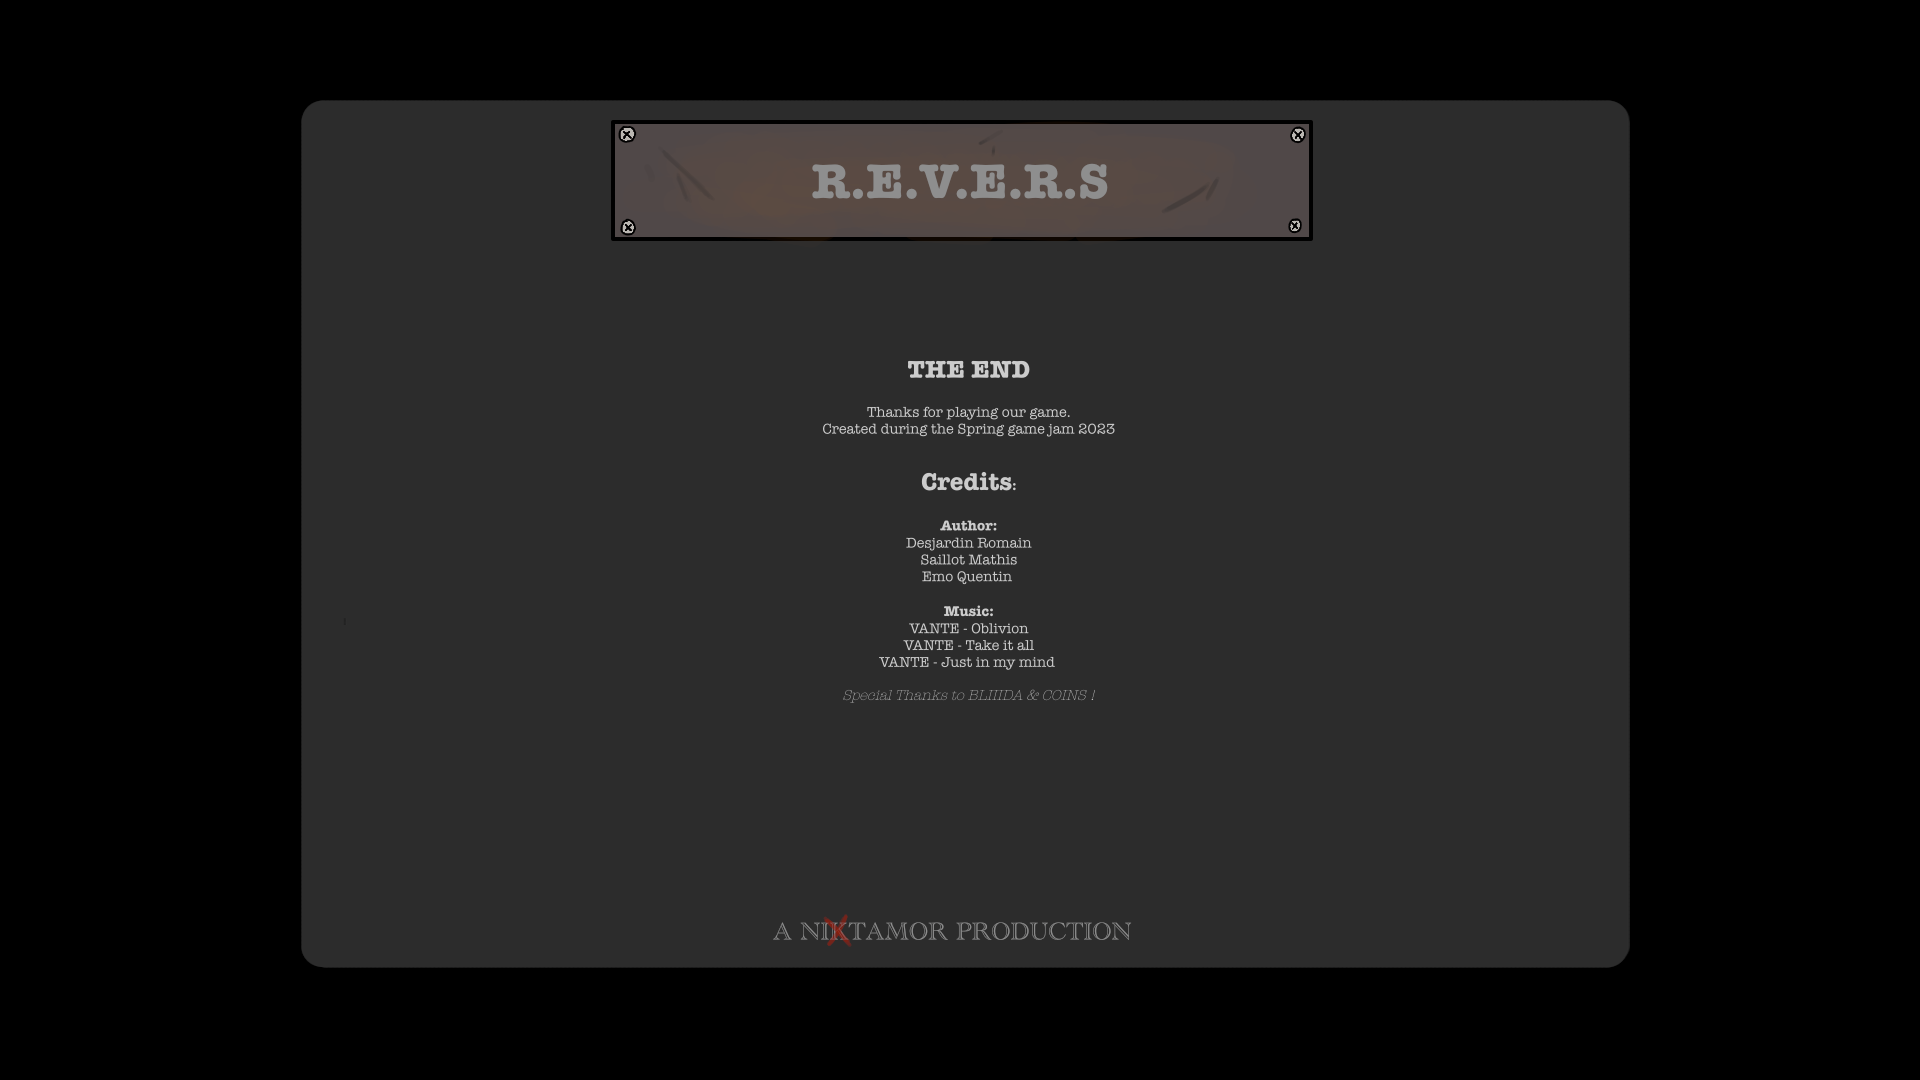 R.E.V.E.R.S
THE END
Thanks for playing our game.
Created during the Spring game jam 2023
Credits:
Author:
Desjardin Romain
Saillot Mathis
Emo Quentin
Music:
VANTE - Oblivion
VANTE - Take it all
VANTE - Just in my mind
Special Thanks to BLIIIDA & COINS !
A NIKTAMOR PRODUCTION